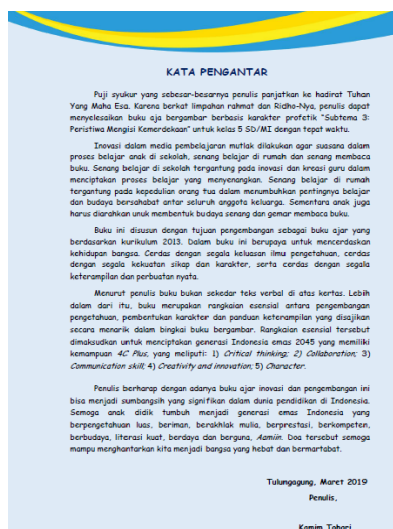 KATA PENGANTAR
Puji syukur yang sebesar-besarnya penulis panjatkan ke hadirat Tuhan
Yang Maha Esa. Karena berkat limpahan rahmat dan Ridho-Nya, penulis dapat
menyelesaikan buku aja bergambar berbasis karakter profetik "Subtema 3:
Peristiwa Mengisi Kemerdekaan" untuk kelas 5 SD/MI dengan tepat waktu.
Inovasi dalam media pembelajaran mutlak dilakukan agar suasana dalam
proses belajar anak di sekolah, senang belajar di rumah dan senang membaca
buku. Senang belajar di sekolah tergantung pada inovasi dan kreasi guru dalam
menciptakan proses belajar yang menyenangkan. Senang belajar di rumah
tergantung pada kepedulian orang tua dalam menumbuhkan pentingnya belajar
dan budaya bersahabat antar seluruh anggota keluarga. Sementara anak juga
harus diarahkan unuk membentuk budaya senang dan gemar membaca buku.
Buku ini disusun dengan tujuan pengembangan sebagai buku ajar yang
berdasarkan kurikulum 2013. Dalam buku ini berupaya untuk mencerdaskan
kehidupan bangsa. Cerdas dengan segala keluasan ilmu pengetahuan, cerdas
dengan segala kekuatan sikap dan karakter, serta cerdas dengan segala
keterampilan dan perbuatan nyata.
Menurut penulis buku bukan sekedar teks verbal di atas kertas. Lebih
dalam dari itu, buku merupakan rangkaian esensial antara pengembangan
pengetahuan, pembentukan karakter dan panduan keterampilan yang disajikan
secara menarik dalam bingkai buku bergambar. Rangkaian esensial tersebut
dimaksudkan untuk menciptakan generasi Indonesia emas 2045 yang memiliki
kemampuan 4C Plus, yang meliputi: 1) Critical thinking; 2) Collaboration; 3)
Communication skill; 4) Creativity and innovation; 5) Character.
Penulis berharap dengan adanya buku ajar inovasi dan pengembangan ini
bisa menjadi sumbangsih yang signifikan dalam dunia pendidikan di Indonesia.
Semoga anak didik tumbuh menjadi generasi emas Indonesia yang
berpengetahuan luas, beriman, berakhlak mulia, berprestasi, berkompeten,
berbudaya, literasi kuat, berdaya dan berguna, Aamiin. Doa tersebut semoga
mampu menghantarkan kita menjadi bangsa yang hebat dan bermartabat.
Tulungagung, Maret 2019
Penulis,
Kamim Tohari